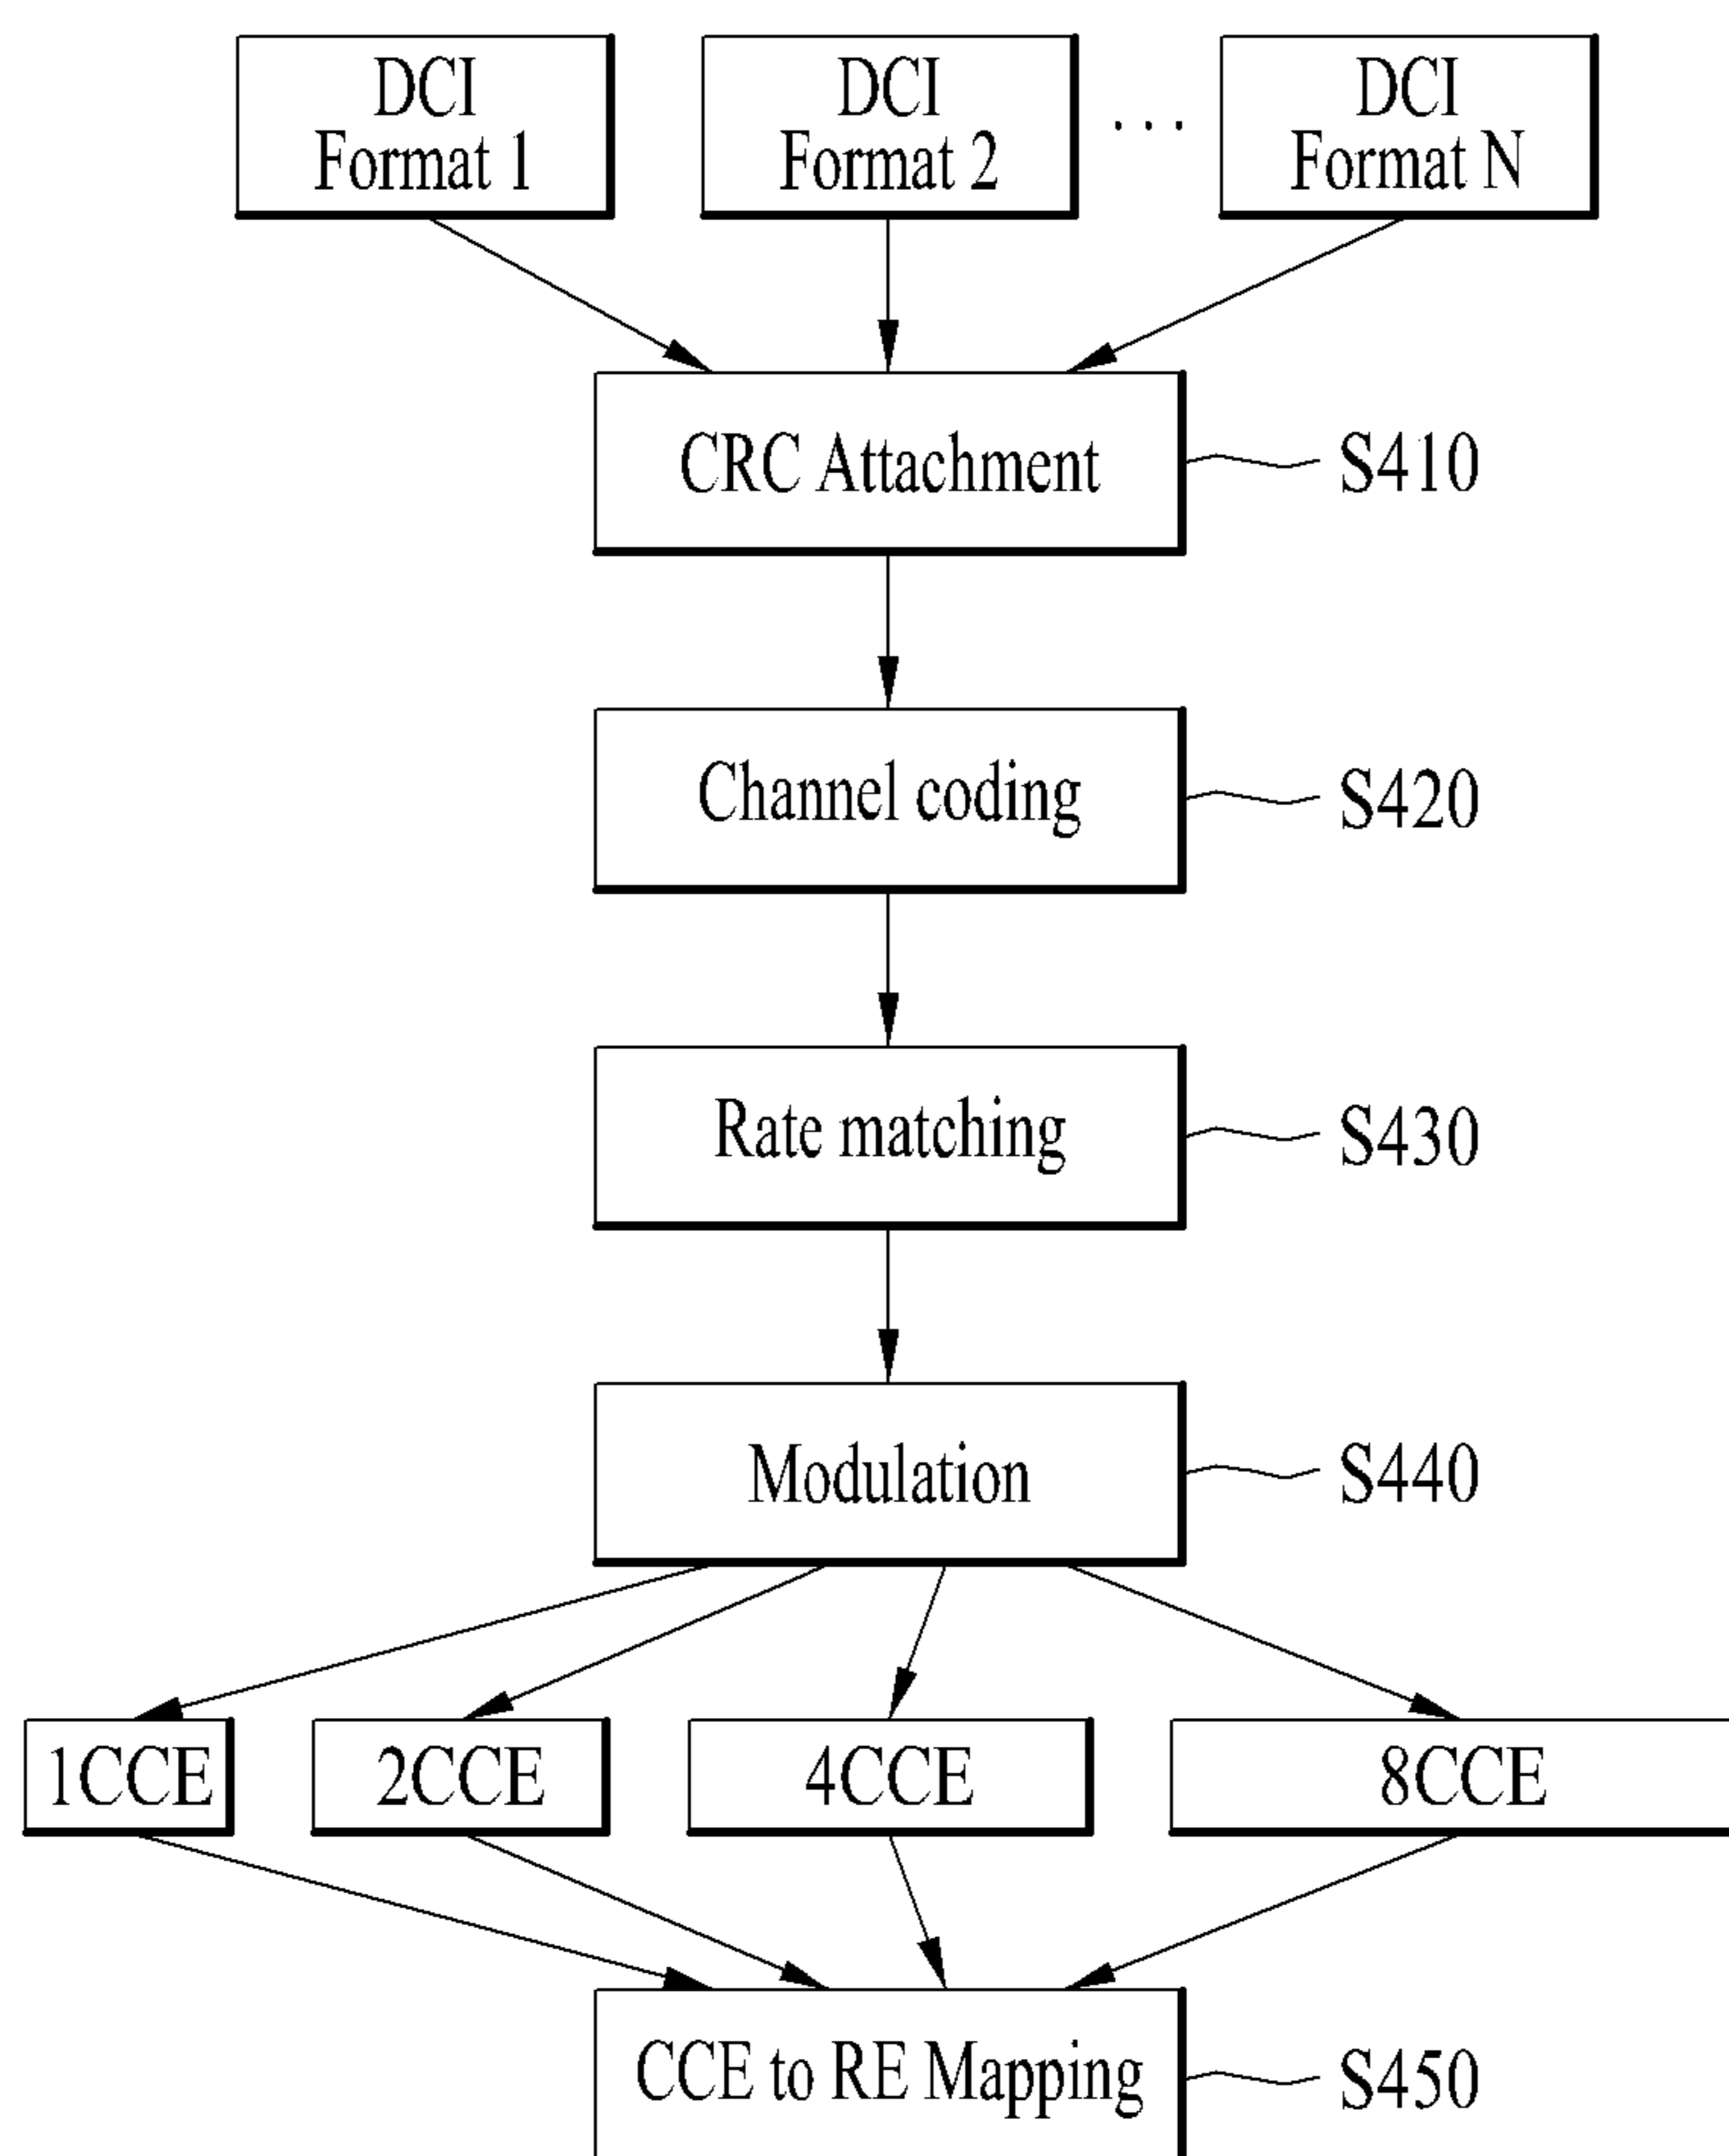 DCI
Format 1
DCI
Format 2
. . .
DCI
Format N
CRC Attachment
S410
Channel coding
S420
Rate matching
S430
Modulation
S440
1CCE
2CCE
4CCE
8CCE
CCE to RE Mapping
S450